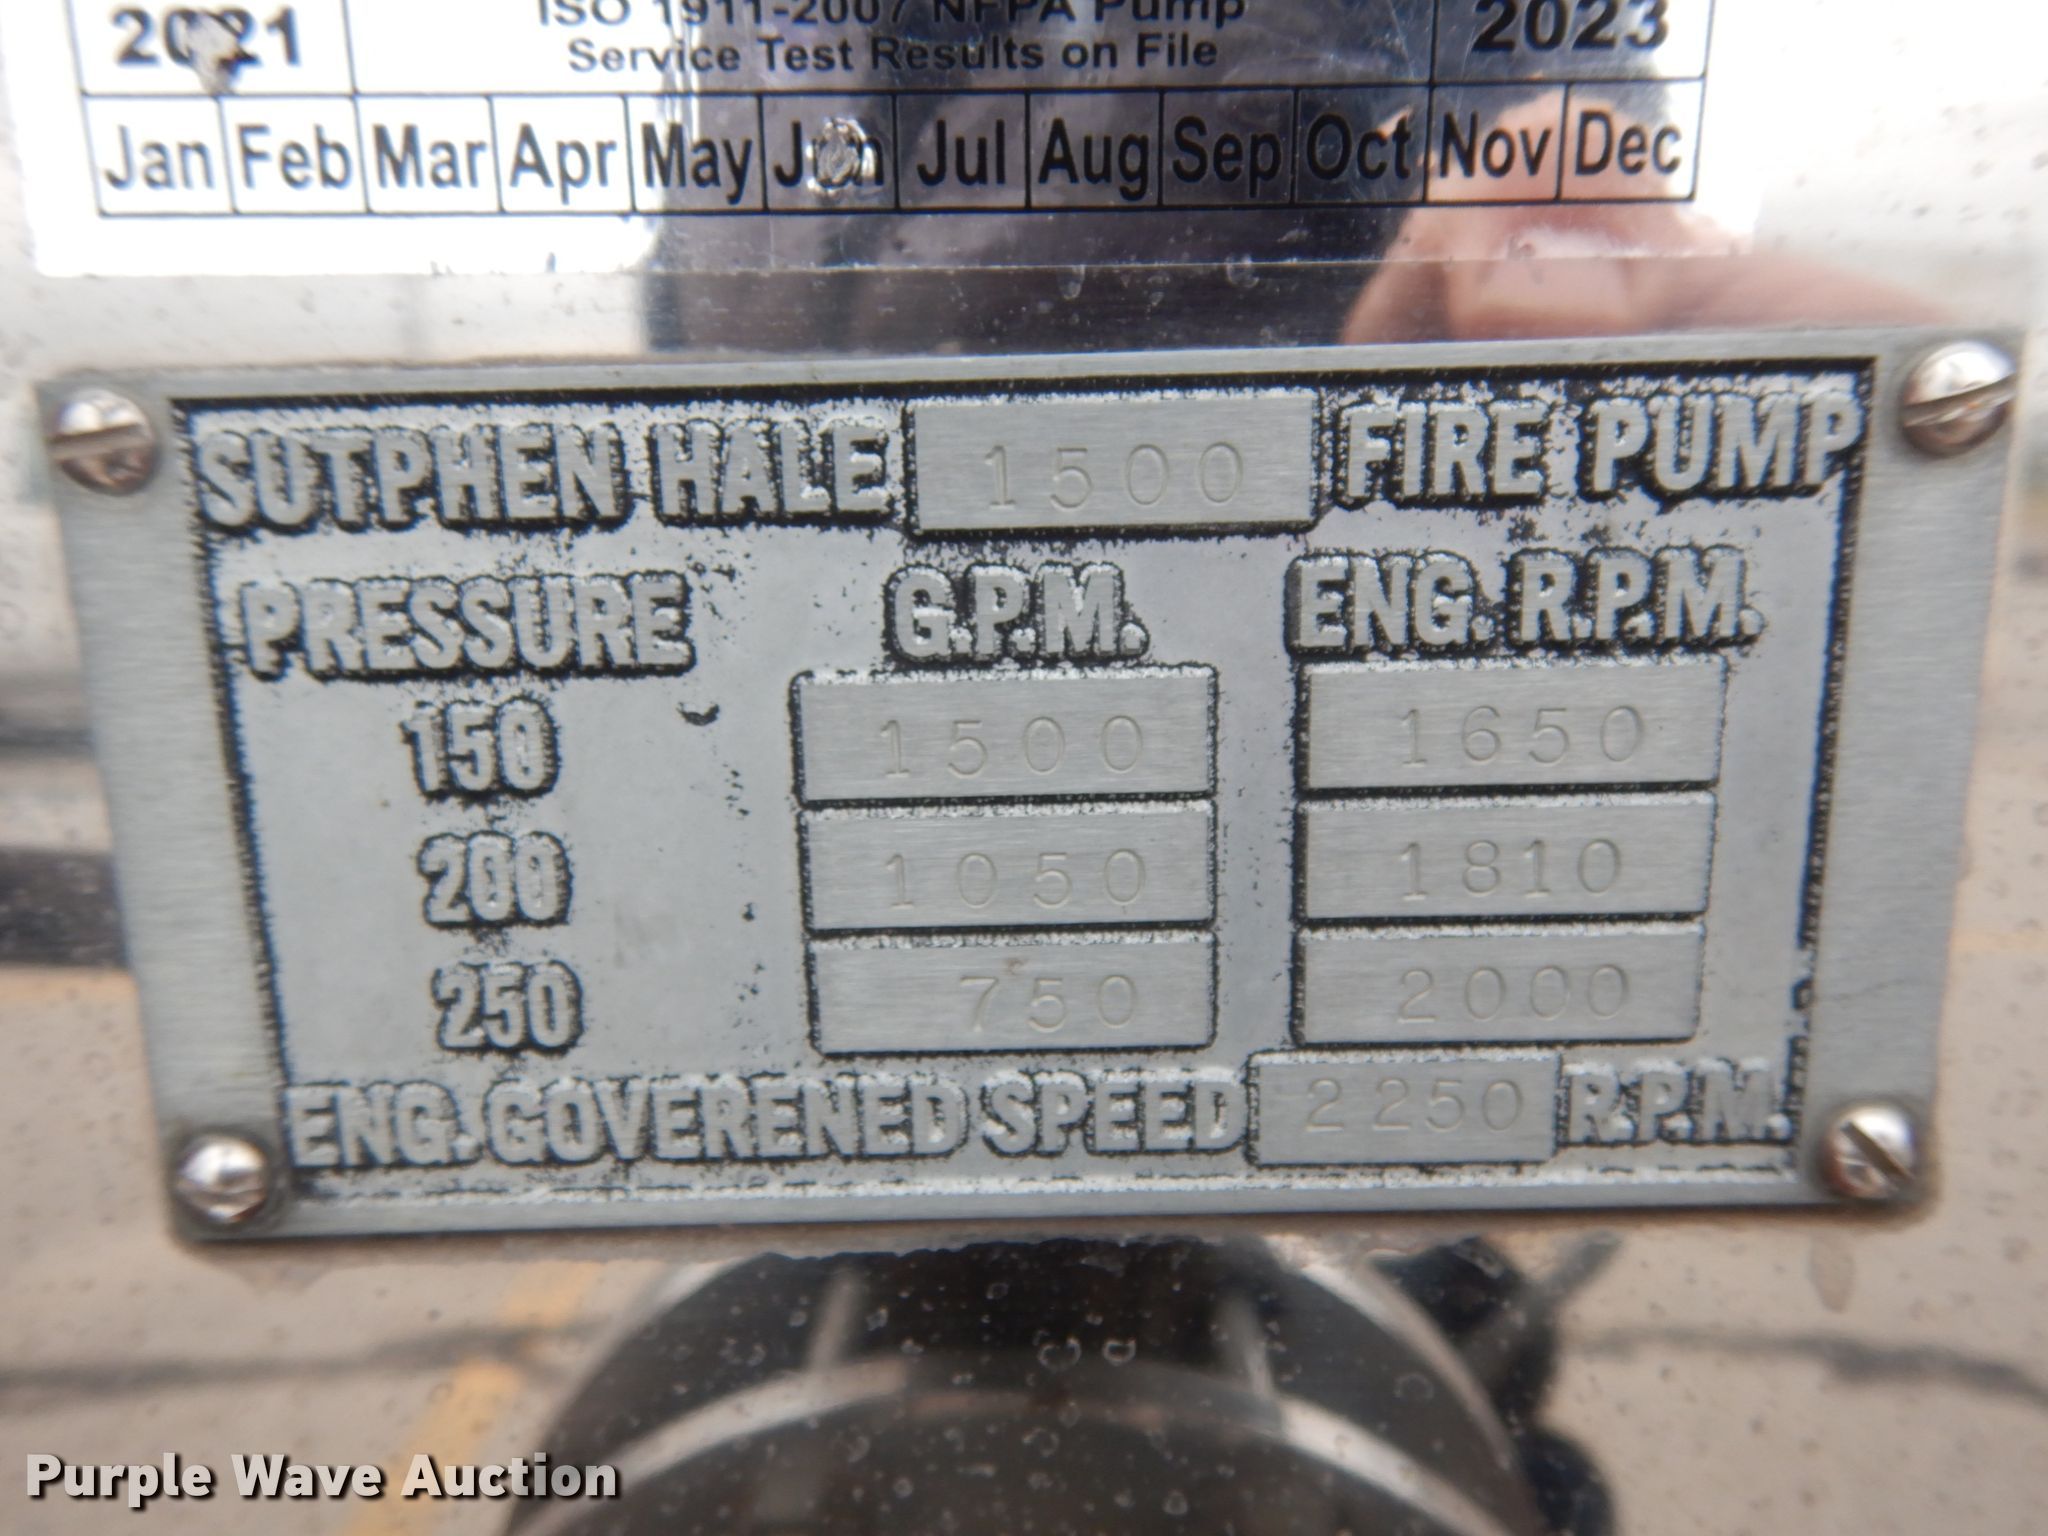 2021 ISO 1911-2007 NFPA Pump 2023
Service Test Results on File
Jan Feb Mar Apr May Jun Jul Aug Sep Oct Nov Dec
SUTPHEN HALE 1500 FIRE PUMP
PRESSURE G.P.M. ENG. R.P.M.
150 1500 1650
200 1050 1810
250 750 2000
ENG. GOVERENED SPEED 2250 R.P.M.
Purple Wave Auction